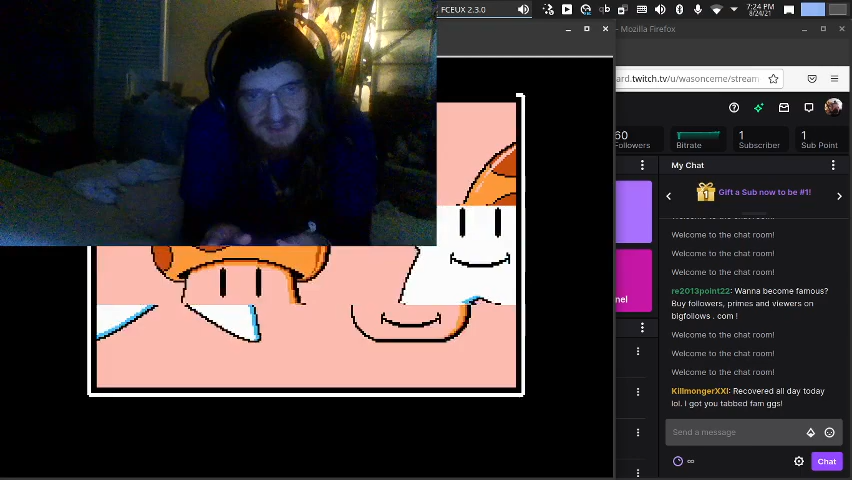 FCEUX 2.3.0
7:24 PM
8/24/21
- Mozilla Firefox
ard.twitch.tv/u/wasonceme/stream
60
Followers
Bitrate
1
Subscriber
1
Sub Point
My Chat
Gift a Sub now to be #1!
1
Welcome to the chat room!
Welcome to the chat room!
Welcome to the chat room!
re2013point22: Wanna become famous?
Buy followers, primes and viewers on
bigfollows . com !
nel
Welcome to the chat room!
Welcome to the chat room!
Welcome to the chat room!
KillmongerXXI: Recovered all day today
lol. I got you tabbed fam ggs!
Send a message
Chat